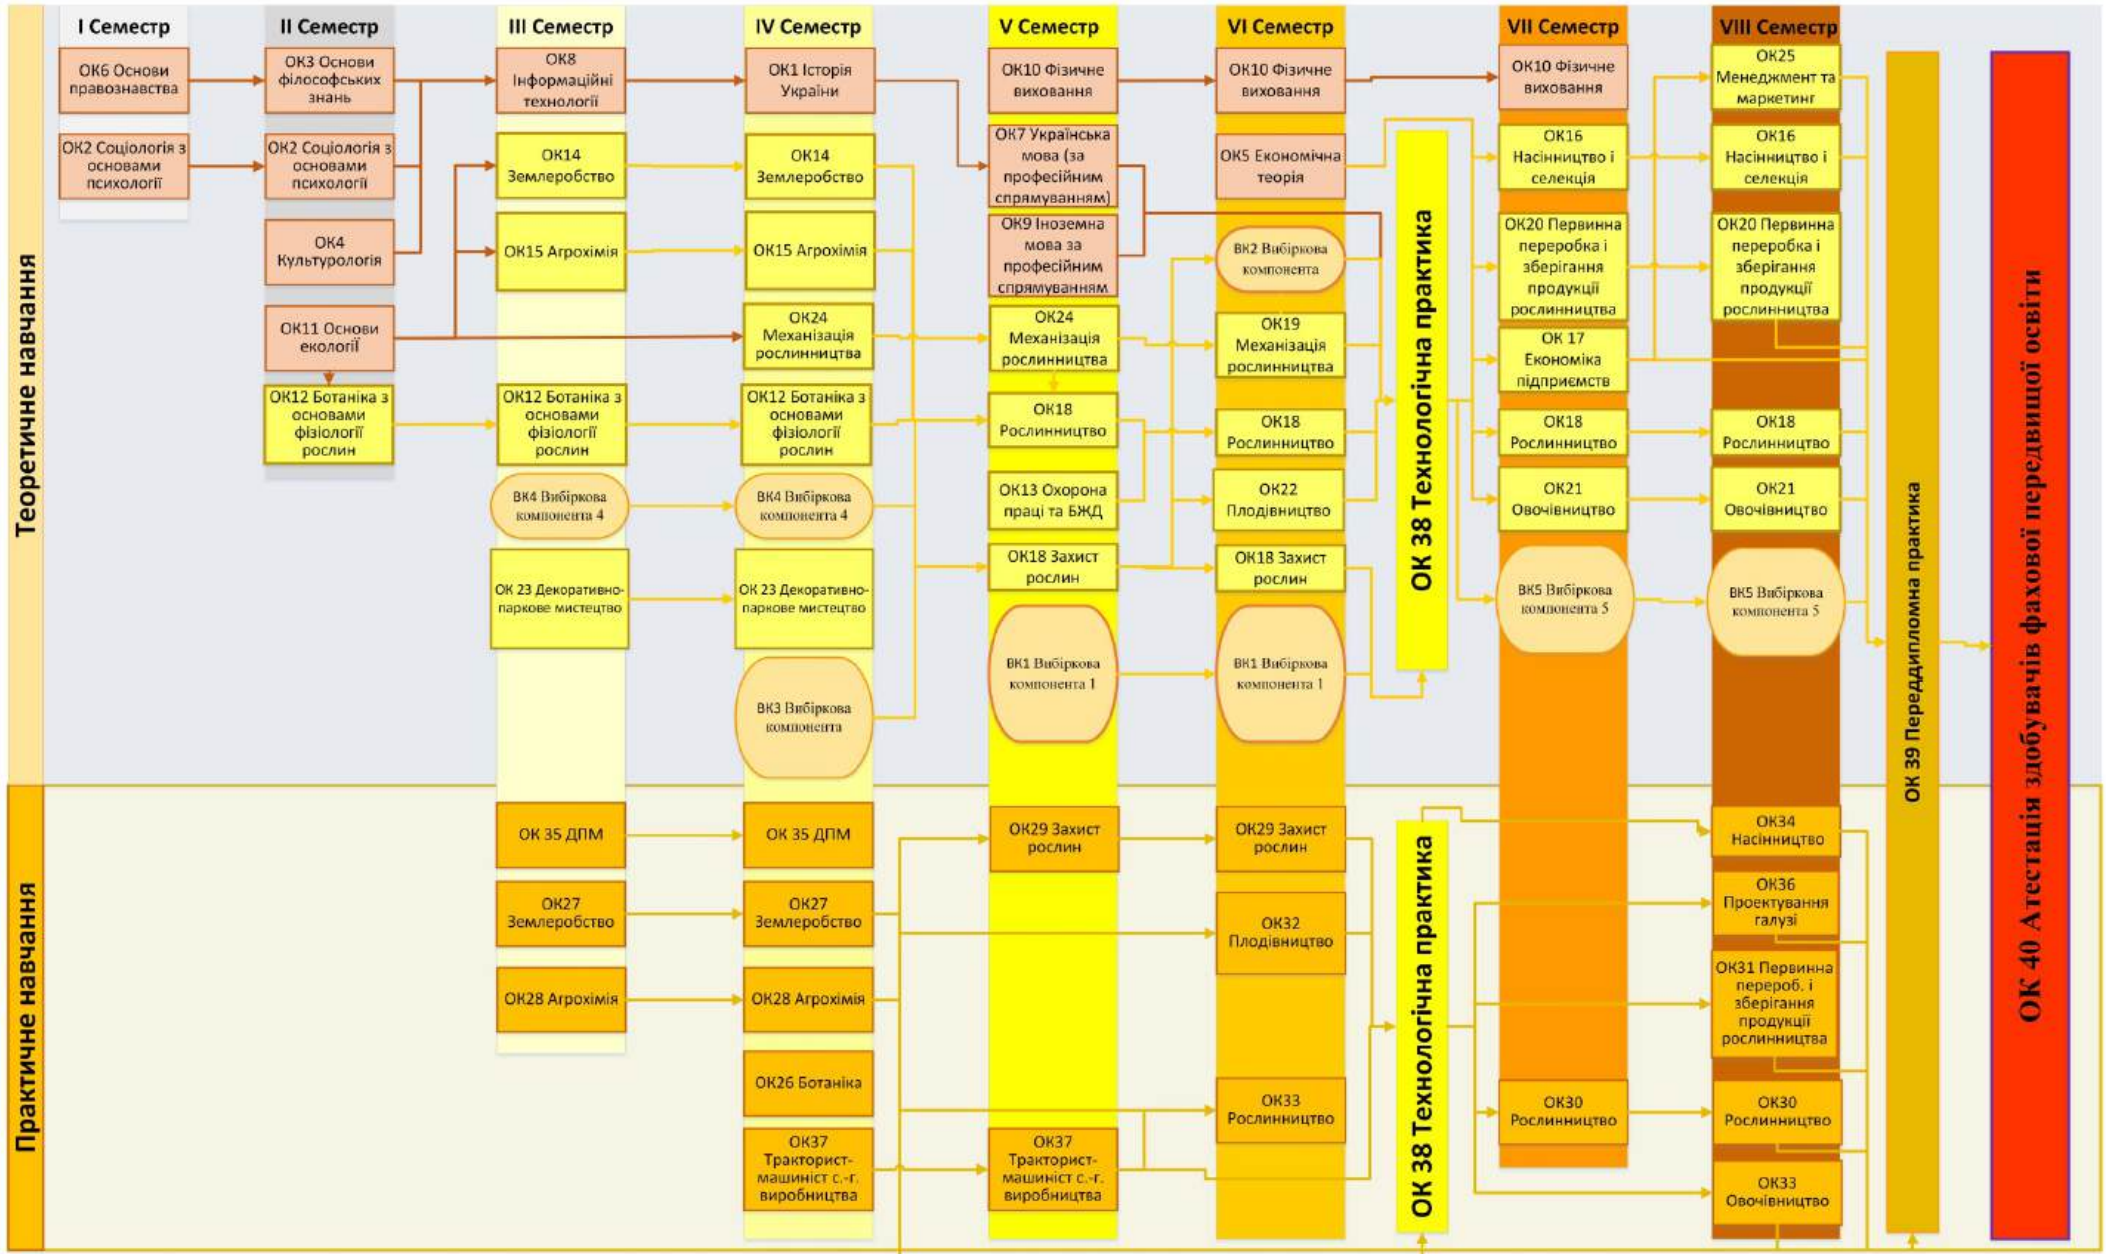 I Семестр
II Семестр
III Семестр
IV Семестр
V Семестр
VI Семестр
VII Семестр
VIII Семестр
Теоретичне навчання
ОК6 Основи
правознавства
ОК2 Соціологія з
основами
психології
ОК3 Основи
філософських
знань
ОК2 Соціологія з
основами
психології
ОК4
Культурологія
ОК11 Основи
екології
ОК12 Ботаніка з
основами
фізіології
рослин
ОК8
Інформаційні
технології
ОК14
Землеробство
ОК15 Агрохімія
ОК12 Ботаніка з
основами
фізіології
рослин
ВК4 Вибіркова
компонента 4
ОК 23 Декоративно-
паркове мистецтво
ОК1 Історія
України
ОК14
Землеробство
ОК15 Агрохімія
ОК24
Механізація
рослинництва
ОК12 Ботаніка з
основами
фізіології
рослин
ВК4 Вибіркова
компонента 4
ОК 23 Декоративно-
паркове мистецтво
ВК3 Вибіркова
компонента
ОК10 Фізичне
виховання
ОК7 Українська
мова (за
професійним
спрямуванням)
ОК9 Іноземна
мова за
професійним
спрямуванням
ОК24
Механізація
рослинництва
ОК18
Рослинництво
ОК13 Охорона
праці та БЖД
ОК18 Захист
рослин
ВК1 Вибіркова
компонента 1
ОК10 Фізичне
виховання
ОК5 Економічна
теорія
ВК2 Вибіркова
компонента
ОК19
Механізація
рослинництва
ОК18
Рослинництво
ОК22
Плодівництво
ОК18 Захист
рослин
ВК1 Вибіркова
компонента 1
ОК 38 Технологічна практика
ОК10 Фізичне
виховання
ОК16
Насінництво і
селекція
ОК20 Первинна
переробка і
зберігання
продукції
рослинництва
ОК 17
Економіка
підприємств
ОК18
Рослинництво
ОК21
Овочівництво
ВК5 Вибіркова
компонента 5
ОК25
Менеджмент та
маркетинг
ОК16
Насінництво і
селекція
ОК20 Первинна
переробка і
зберігання
продукції
рослинництва
ОК18
Рослинництво
ОК21
Овочівництво
ВК5 Вибіркова
компонента 5
ОК 39 Переддипломна практика
ОК 40 Атестація здобувачів фахової передвищої освіти
Практичне навчання
ОК 35 ДПМ
ОК27
Землеробство
ОК28 Агрохімія
ОК 35 ДПМ
ОК27
Землеробство
ОК28 Агрохімія
ОК26 Ботаніка
ОК37
Тракторист-
машиніст с.-г.
виробництва
ОК29 Захист
рослин
ОК37
Тракторист-
машиніст с.-г.
виробництва
ОК29 Захист
рослин
ОК32
Плодівництво
ОК33
Рослинництво
ОК 38 Технологічна практика
ОК30
Рослинництво
ОК34
Насінництво
ОК36
Проектування
галузі
ОК31 Первинна
перероб. і
зберігання
продукції
рослинництва
ОК30
Рослинництво
ОК33
Овочівництво